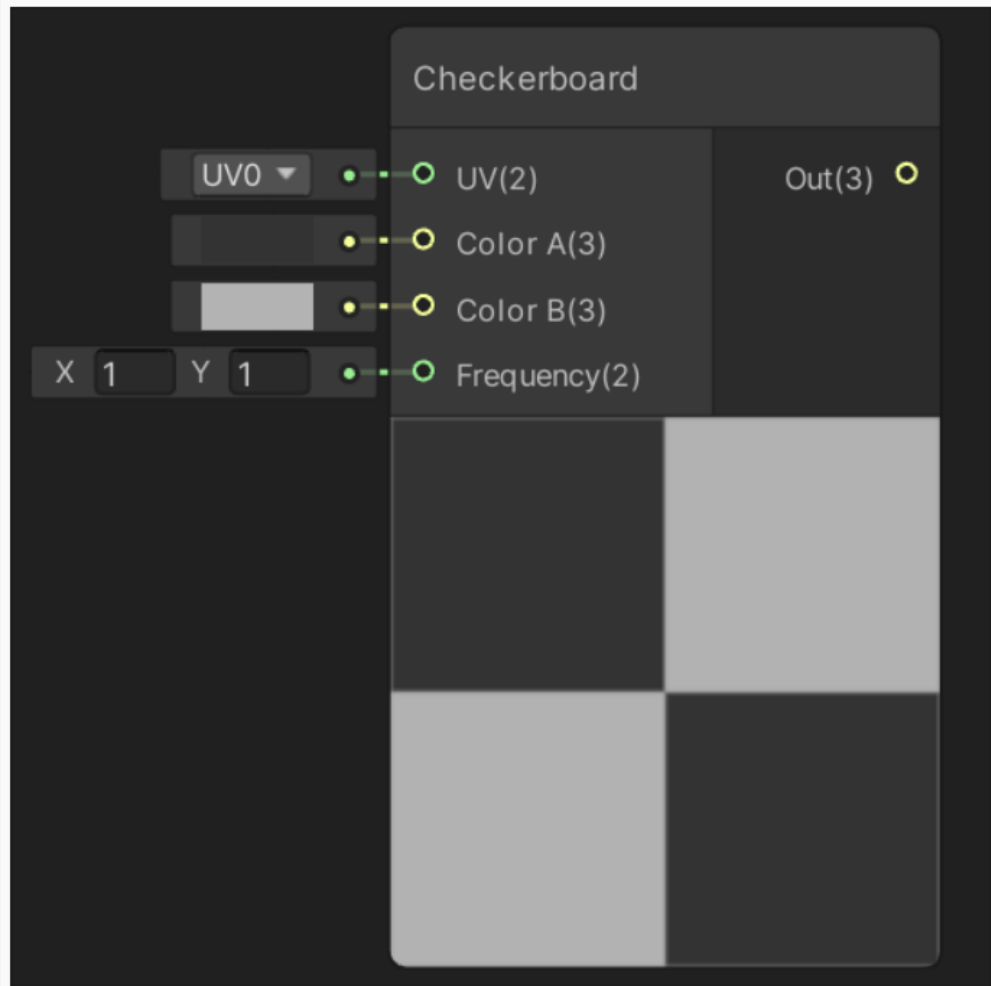 Checkerboard
UV0 UV(2) Out(3)
Color A(3)
Color B(3)
X 1 Y 1 Frequency(2)